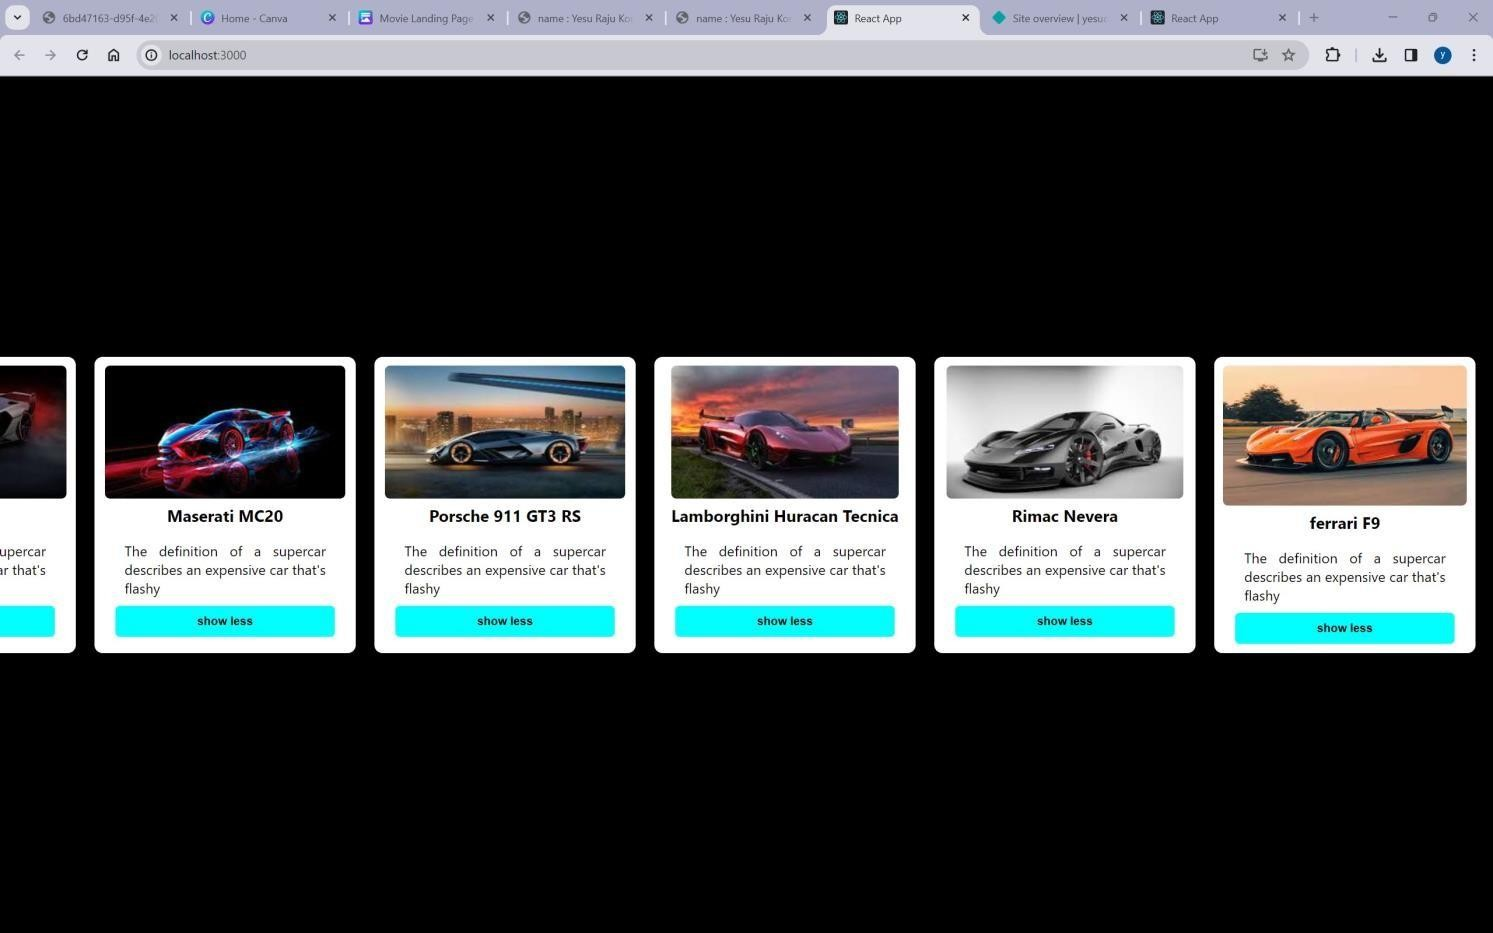 6bd47163-d95f-4e2
Home - Canva
Movie Landing Page
name : Yesu Raju Ko
name : Yesu Raju Ko
React App
Site overview | yesu
React App
localhost:3000
y
upercar
r that's
Maserati MC20
The definition of a supercar
describes an expensive car that's
flashy
show less
Porsche 911 GT3 RS
The definition of a supercar
describes an expensive car that's
flashy
show less
Lamborghini Huracan Tecnica
The definition of a supercar
describes an expensive car that's
flashy
show less
Rimac Nevera
The definition of a supercar
describes an expensive car that's
flashy
show less
ferrari F9
The definition of a supercar
describes an expensive car that's
flashy
show less